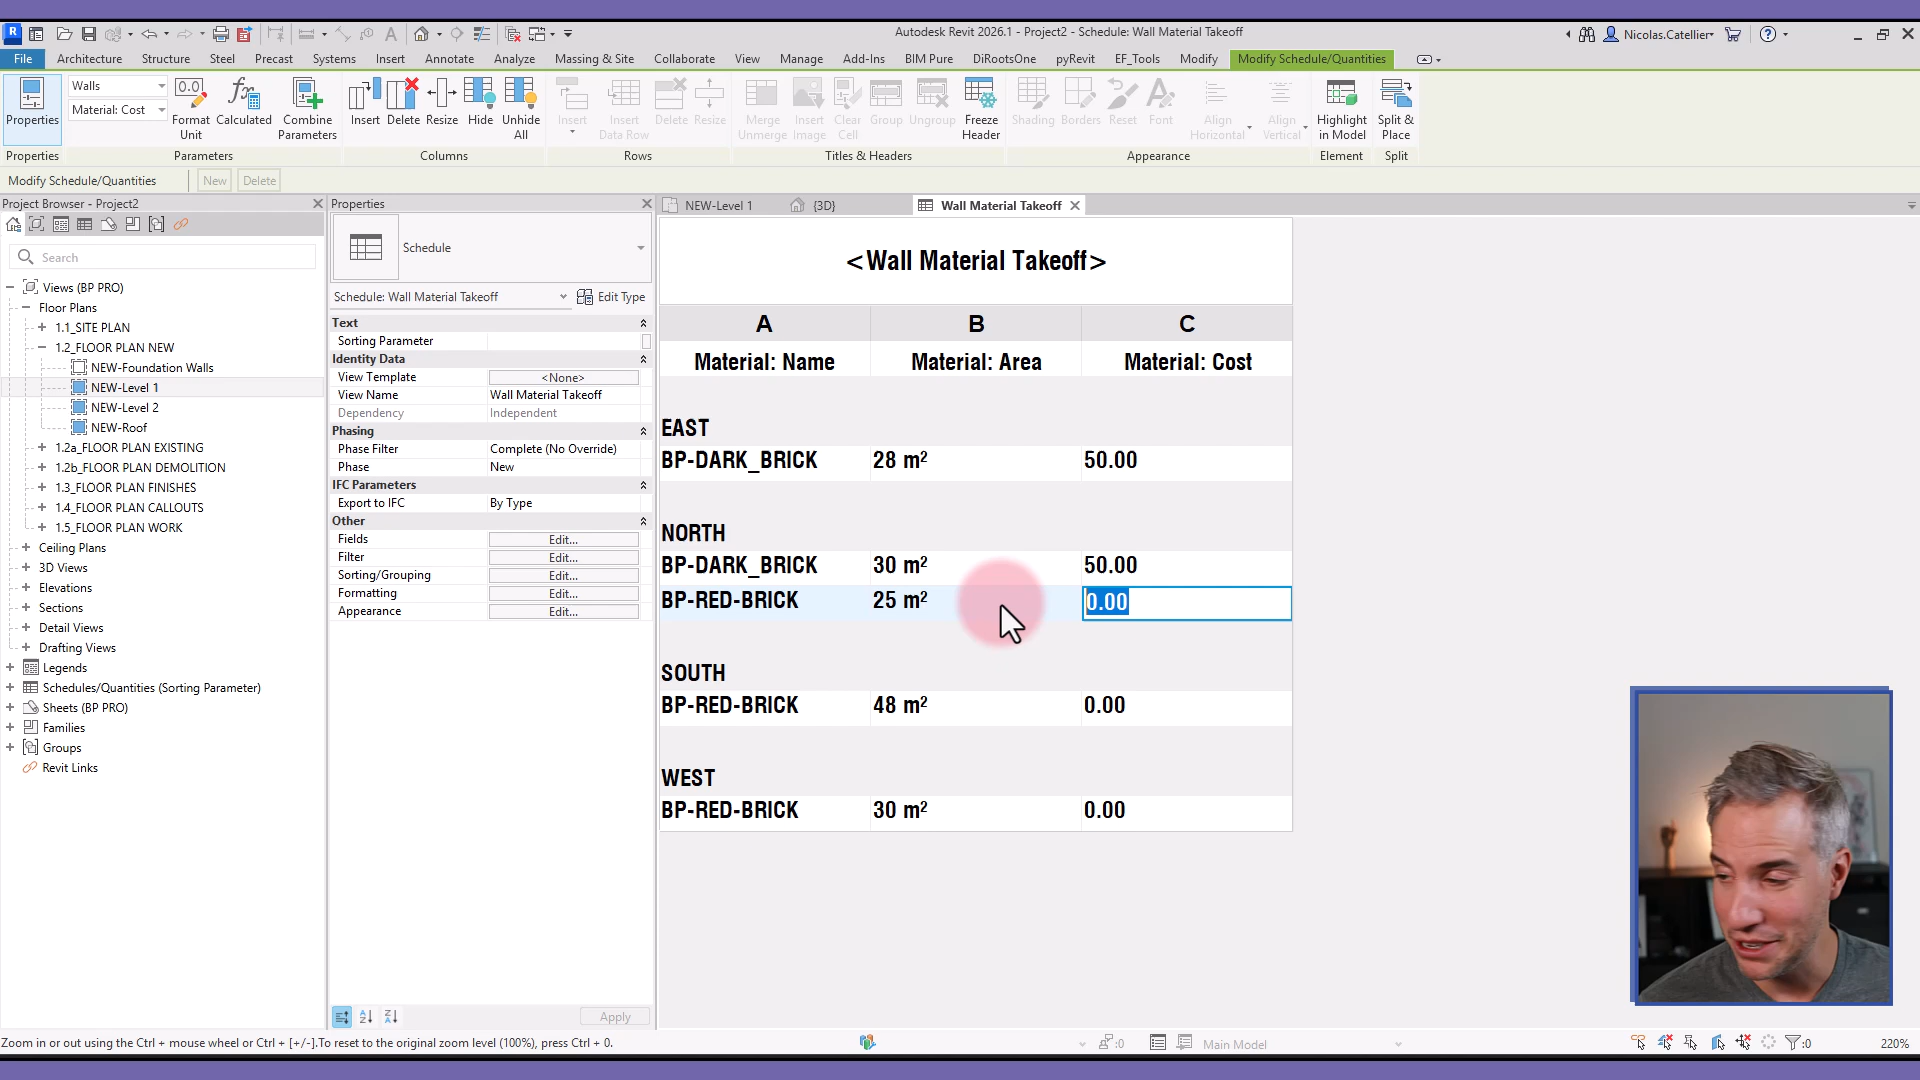 Autodesk Revit 2026.1 - Project2 - Schedule: Wall Material Takeoff
Nicolas.Catellier
File Architecture Structure Steel Precast Systems Insert Annotate Analyze Massing & Site Collaborate View Manage Add-Ins BIM Pure DiRootsOne pyRevit EF_Tools Modify Modify Schedule/Quantities
Properties
Walls
Material: Cost
Format Unit
Calculated
Combine Parameters
Insert
Delete
Resize
Hide
Unhide All
Insert
Insert Data Row
Delete
Resize
Merge Unmerge
Insert Image
Clear Cell
Group
Ungroup
Freeze Header
Shading
Borders
Reset
Font
Align Horizontal
Align Vertical
Highlight in Model
Split & Place
Properties Parameters Columns Rows Titles & Headers Appearance Element Split
Modify Schedule/Quantities New Delete
Project Browser - Project2
Search
Views (BP PRO)
Floor Plans
1.1_SITE PLAN
1.2_FLOOR PLAN NEW
NEW-Foundation Walls
NEW-Level 1
NEW-Level 2
NEW-Roof
1.2a_FLOOR PLAN EXISTING
1.2b_FLOOR PLAN DEMOLITION
1.3_FLOOR PLAN FINISHES
1.4_FLOOR PLAN CALLOUTS
1.5_FLOOR PLAN WORK
Ceiling Plans
3D Views
Elevations
Sections
Detail Views
Drafting Views
Legends
Schedules/Quantities (Sorting Parameter)
Sheets (BP PRO)
Families
Groups
Revit Links
Properties
Schedule
Schedule: Wall Material Takeoff Edit Type
Text
Sorting Parameter
Identity Data
View Template <None>
View Name Wall Material Takeoff
Dependency Independent
Phasing
Phase Filter Complete (No Override)
Phase New
IFC Parameters
Export to IFC By Type
Other
Fields Edit...
Filter Edit...
Sorting/Grouping Edit...
Formatting Edit...
Appearance Edit...
Apply
NEW-Level 1 {3D} Wall Material Takeoff
<Wall Material Takeoff>
A B C
Material: Name Material: Area Material: Cost
EAST
BP-DARK_BRICK 28 m² 50.00
NORTH
BP-DARK_BRICK 30 m² 50.00
BP-RED-BRICK 25 m² 0.00
SOUTH
BP-RED-BRICK 48 m² 0.00
WEST
BP-RED-BRICK 30 m² 0.00
Zoom in or out using the Ctrl + mouse wheel or Ctrl + [+/-].To reset to the original zoom level (100%), press Ctrl + 0.
:0
Main Model
:0
220%